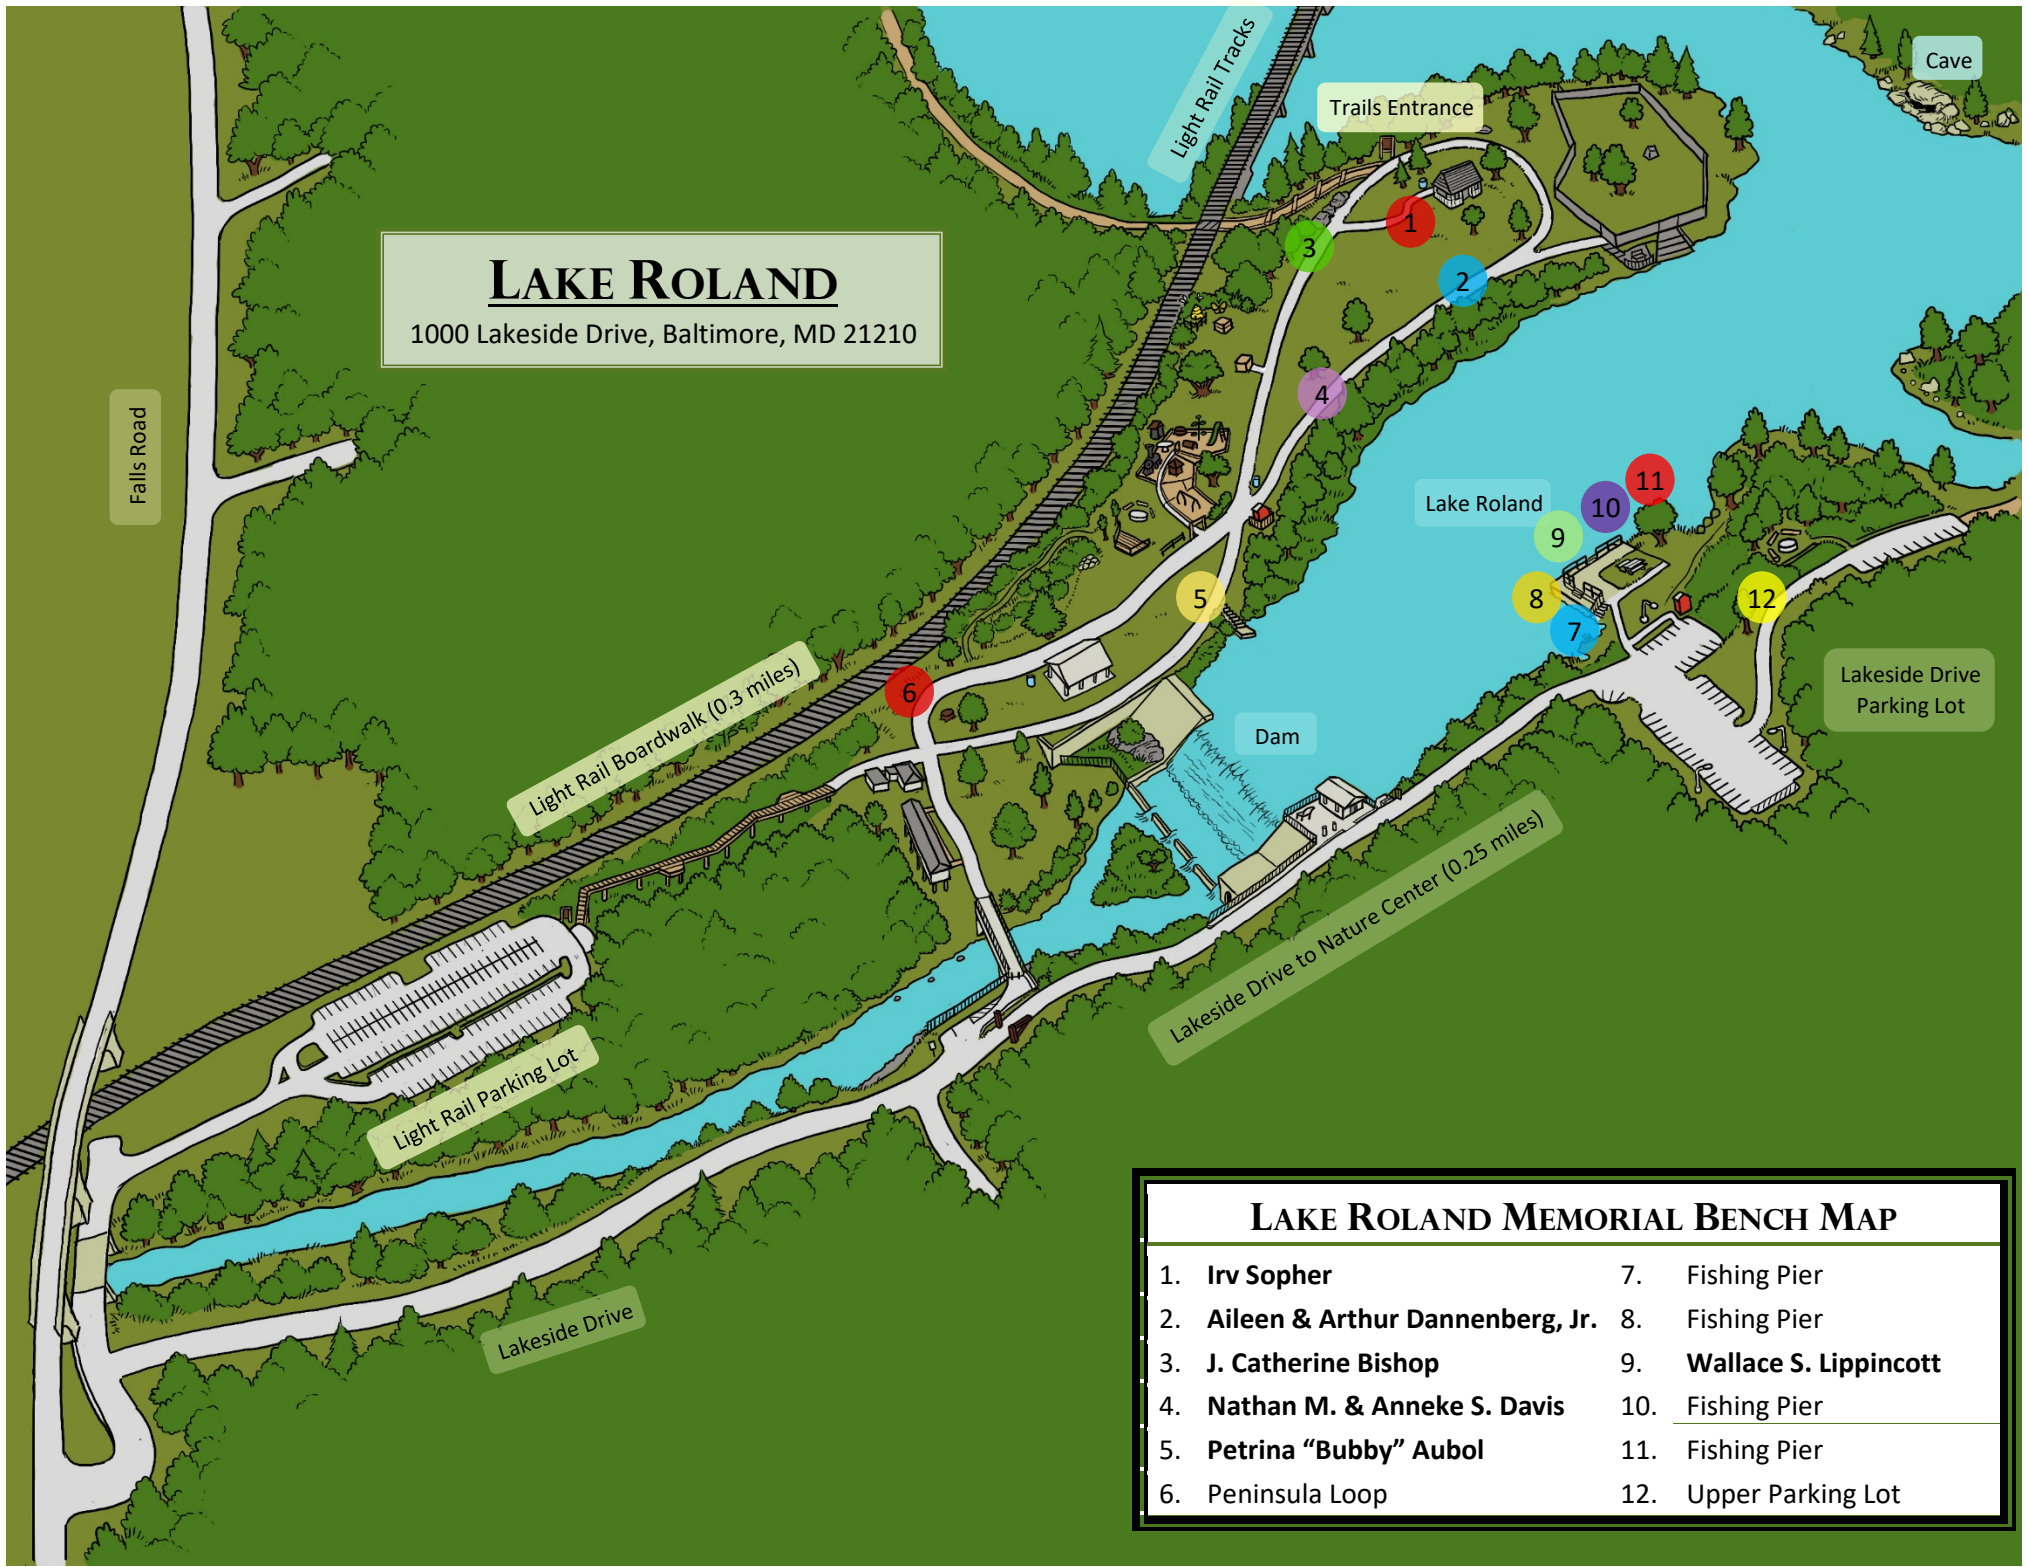 Cave
Light Rail Tracks
Trails Entrance
LAKE ROLAND
1000 Lakeside Drive, Baltimore, MD 21210
1
3
2
4
Falls Road
Lake Roland
11
10
9
5
8
12
7
6
Light Rail Boardwalk (0.3 miles)
Lakeside Drive
Parking Lot
Dam
Lakeside Drive to Nature Center (0.25 miles)
Light Rail Parking Lot
Lakeside Drive
LAKE ROLAND MEMORIAL BENCH MAP
1. Irv Sopher
2. Aileen & Arthur Dannenberg, Jr.
3. J. Catherine Bishop
4. Nathan M. & Anneke S. Davis
5. Petrina “Bubby” Aubol
6. Peninsula Loop
7. Fishing Pier
8. Fishing Pier
9. Wallace S. Lippincott
10. Fishing Pier
11. Fishing Pier
12. Upper Parking Lot